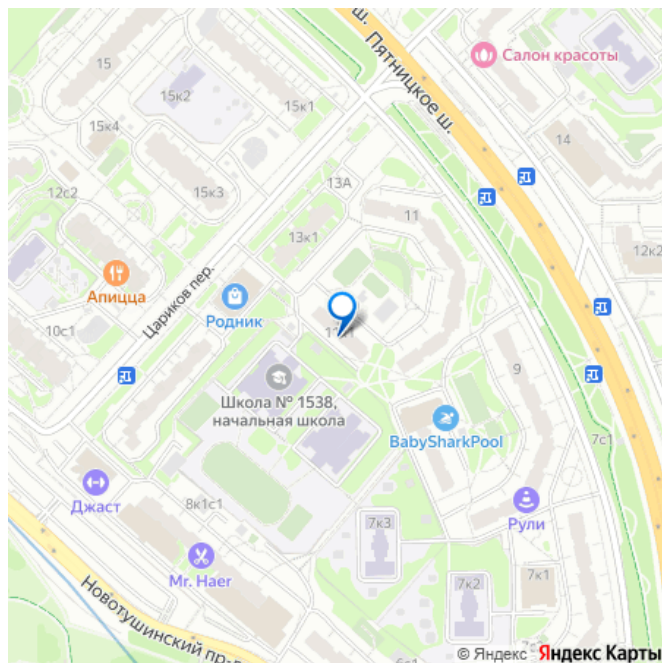 ш. Пятницкое ш.
Салон красоты
15
15к2
15к1
15к4
14
12с2
15к3
13А
11
13к1
12к2
Апицца
Цариков пер.
Родник
10с1
9
Школа № 1538,
начальная школа
BabySharkPool
7с1
Джаст
8к1с1
7к3
Рули
Mr. Haer
7к2
7к1
Новотушинский пр-
6к1
© Яндекс Яндекс Карты